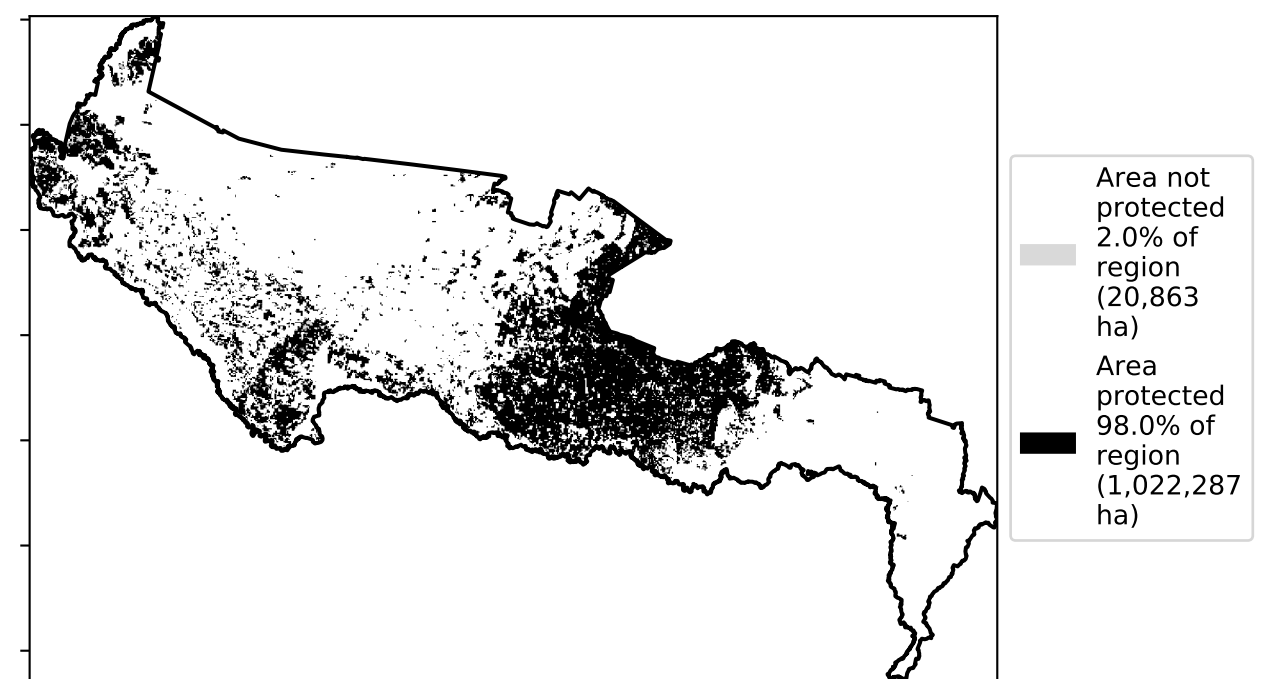 Area not
protected
2.0% of
region
(20,863
ha)
Area
protected
98.0% of
region
(1,022,287
ha)